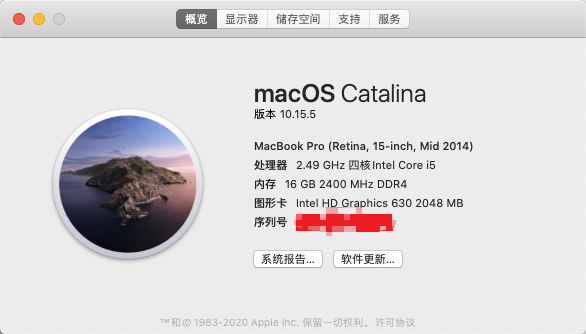 概览 显示器 储存空间 支持 服务
macOS Catalina
版本 10.15.5
MacBook Pro (Retina, 15-inch, Mid 2014)
处理器 2.49 GHz 四核Intel Core i5
内存 16 GB 2400 MHz DDR4
图形卡 Intel HD Graphics 630 2048 MB
序列号
系统报告... 软件更新...
™和© 1983-2020 Apple Inc. 保留一切权利。许可协议